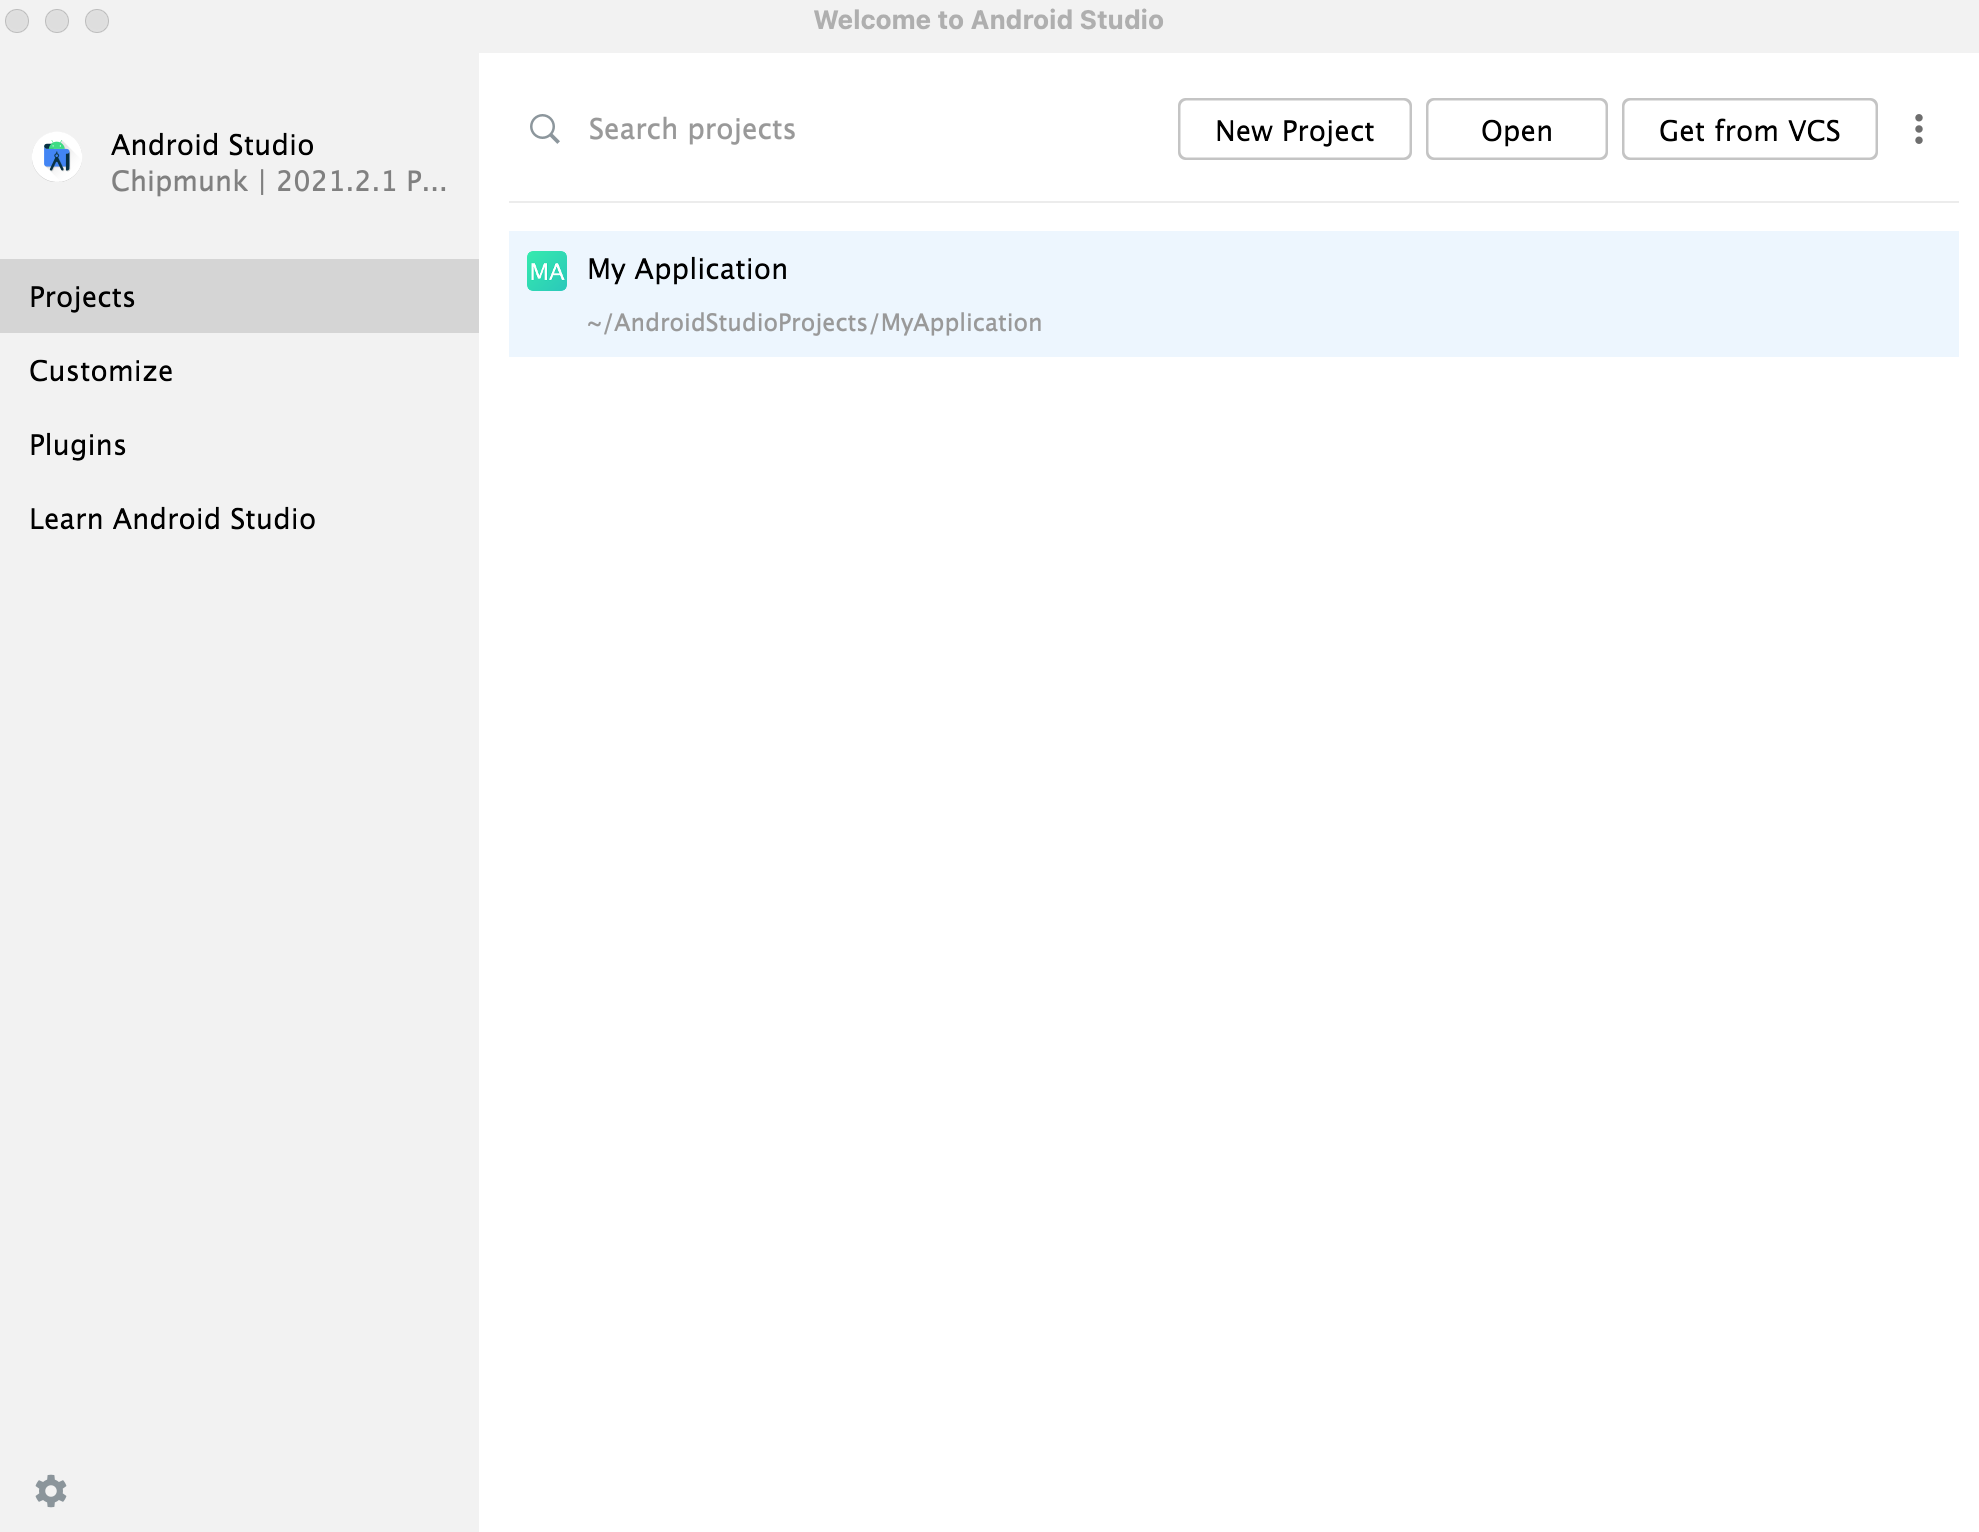 Welcome to Android Studio
Android Studio
Chipmunk | 2021.2.1 P...
Projects
Customize
Plugins
Learn Android Studio
Search projects
New Project
Open
Get from VCS
MA
My Application
~/AndroidStudioProjects/MyApplication